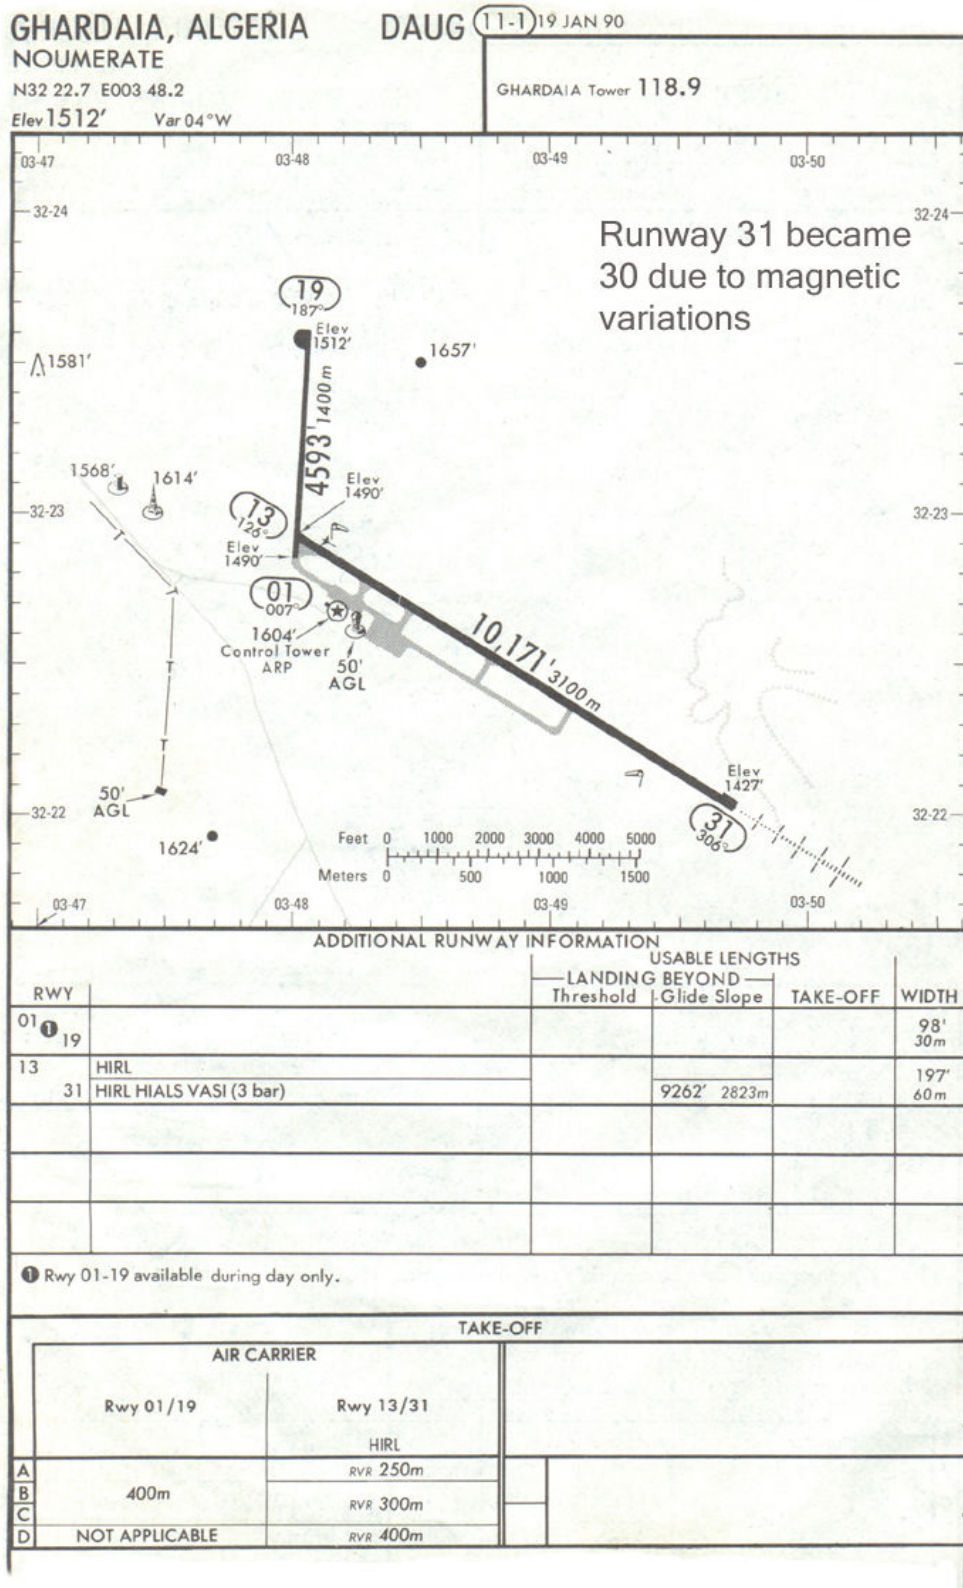 GHARDAIA, ALGERIA
DAUG 11-1 19 JAN 90
NOUMERATE
N32 22.7 E003 48.2
Elev 1512' Var 04°W
GHARDAIA Tower 118.9
03-47 03-48 03-49 03-50
32-24 32-24
Runway 31 became
30 due to magnetic
variations
19
187°
Elev
1512'
1657'
1581'
4593' 1400m
1568' 1614'
Elev
1490'
32-23 32-23
13
126°
Elev
1490'
01
007°
1604'
Control Tower
ARP
50'
AGL
10,171' 3100m
T
T
T
50'
AGL
Elev
1427'
32-22 32-22
31
306°
1624'
Feet 0 1000 2000 3000 4000 5000
Meters 0 500 1000 1500
03-47 03-48 03-49 03-50
ADDITIONAL RUNWAY INFORMATION
USABLE LENGTHS
LANDING BEYOND
RWY Threshold Glide Slope TAKE-OFF WIDTH
01 ❶ 19 98'
30m
13 HIRL 197'
31 HIRL HIALS VASI (3 bar) 9262' 2823m 60m
❶ Rwy 01-19 available during day only.
TAKE-OFF
AIR CARRIER
Rwy 01/19 Rwy 13/31
HIRL
A RVR 250m
B 400m RVR 300m
C
D NOT APPLICABLE RVR 400m